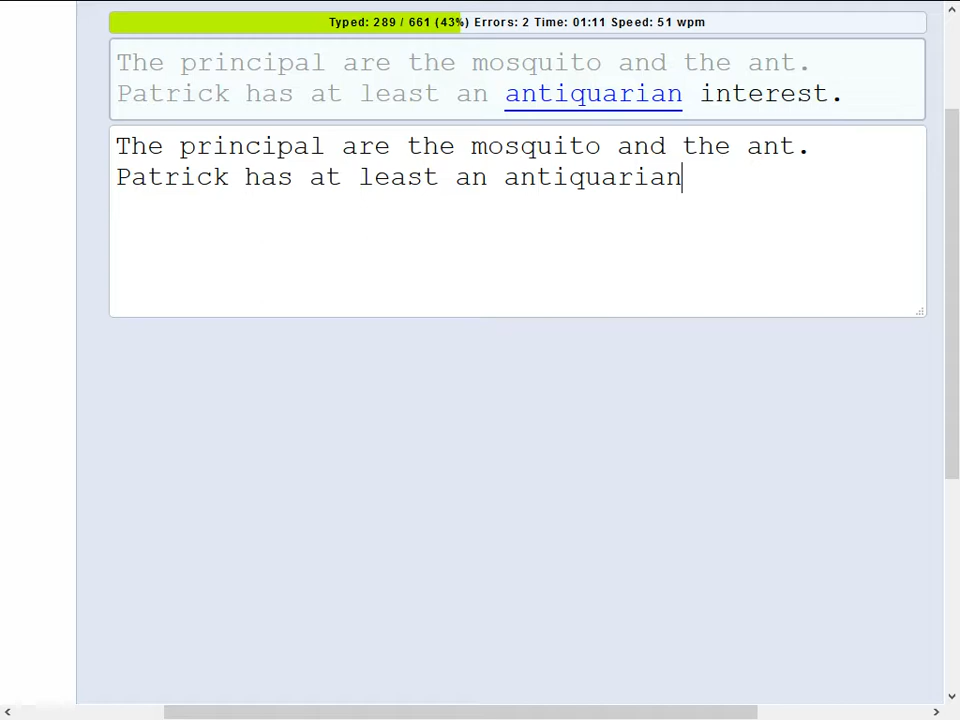 Typed: 289 / 661 (43%) Errors: 2 Time: 01:11 Speed: 51 wpm
The principal are the mosquito and the ant.
Patrick has at least an antiquarian interest.
The principal are the mosquito and the ant.
Patrick has at least an antiquarian